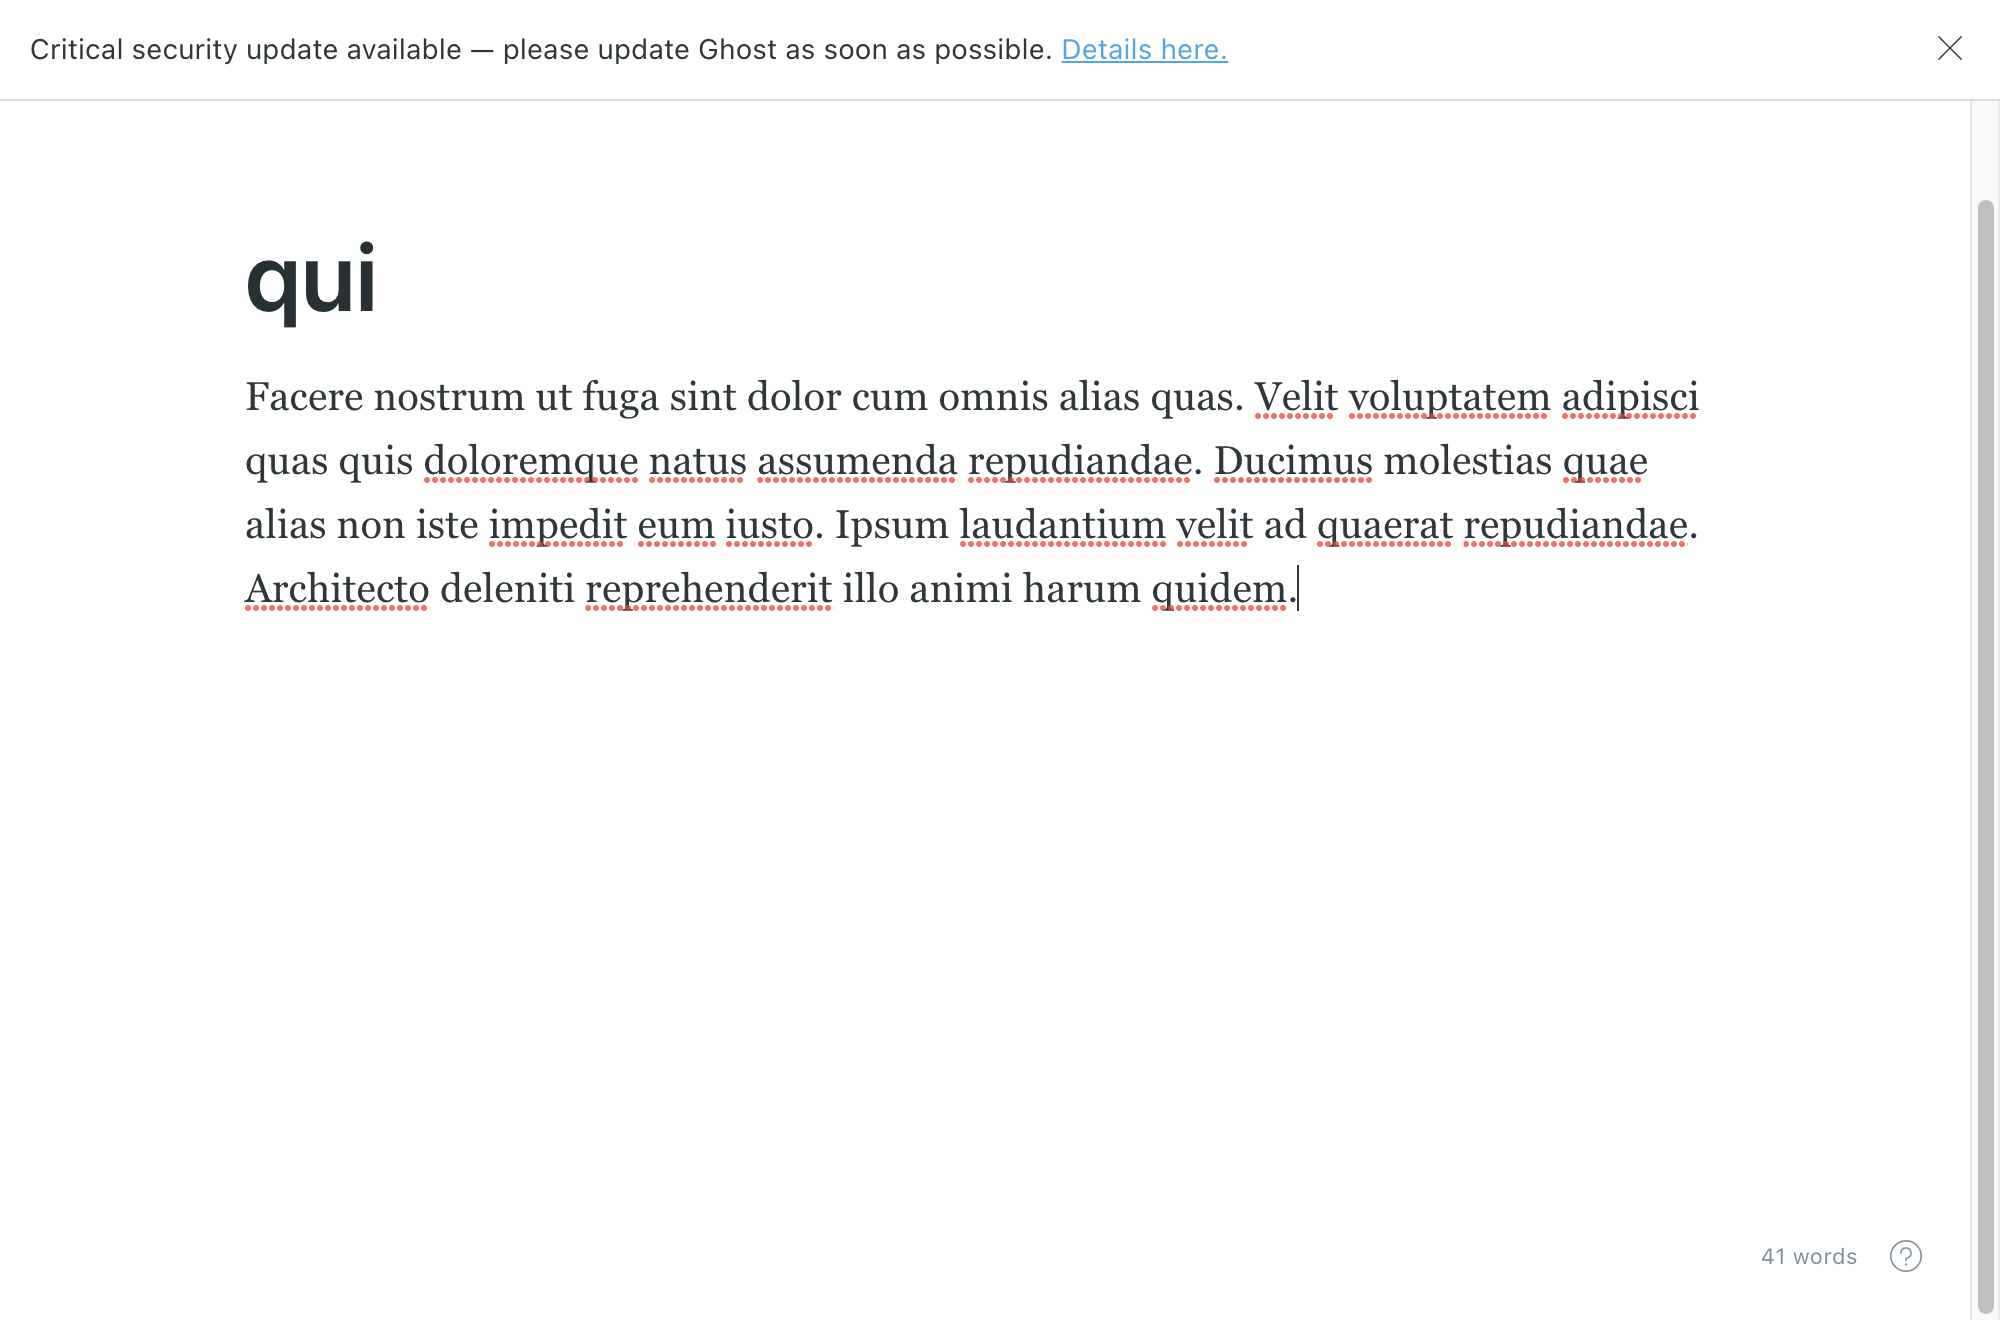 Critical security update available — please update Ghost as soon as possible. Details here.
qui
Facere nostrum ut fuga sint dolor cum omnis alias quas. Velit voluptatem adipisci
quas quis doloremque natus assumenda repudiandae. Ducimus molestias quae
alias non iste impedit eum iusto. Ipsum laudantium velit ad quaerat repudiandae.
Architecto deleniti reprehenderit illo animi harum quidem.
41 words
?